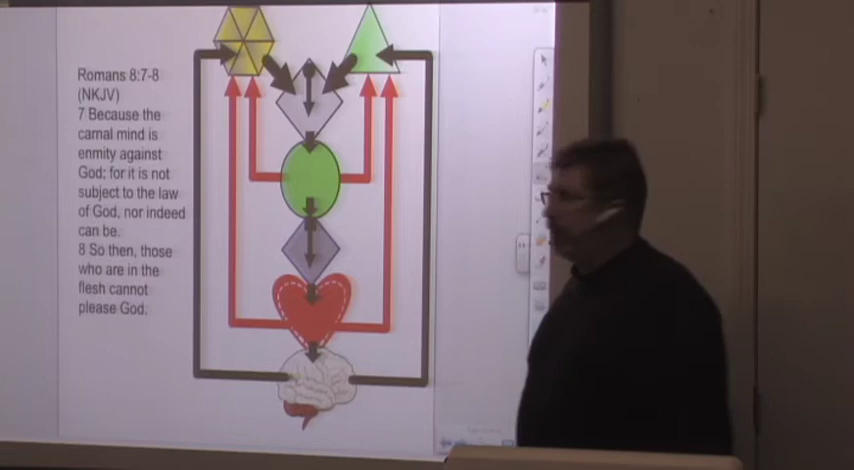 Romans 8:7-8
(NKJV)
7 Because the
carnal mind is
enmity against
God; for it is not
subject to the law
of God, nor indeed
can be.
8 So then, those
who are in the
flesh cannot
please God.